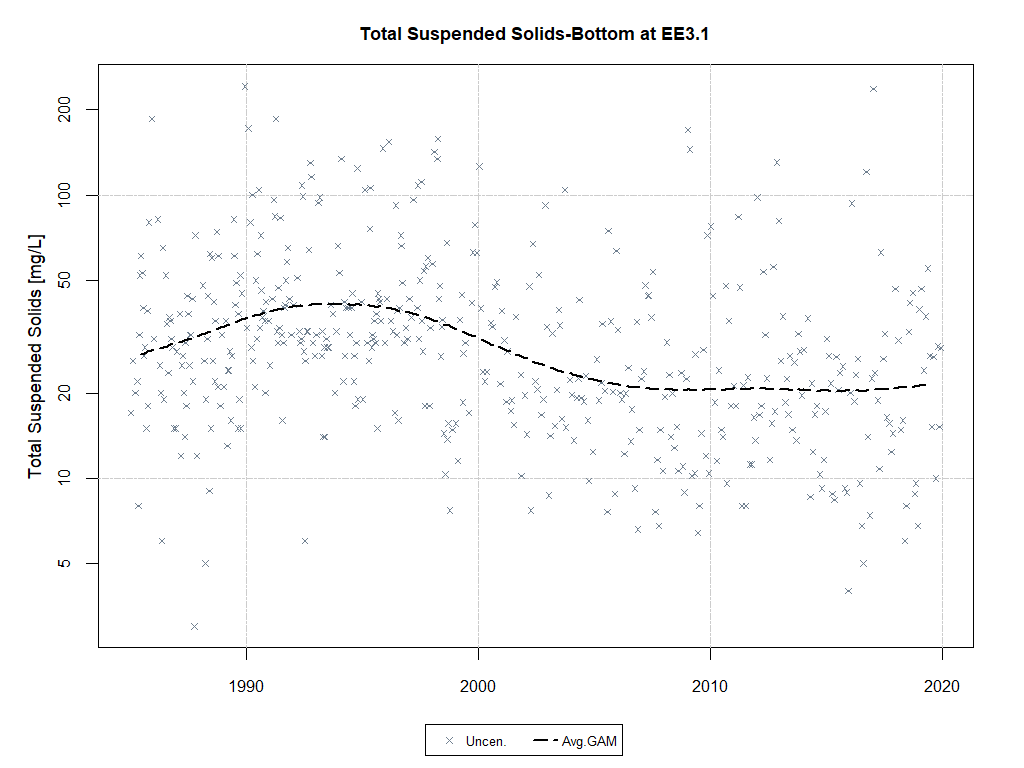 Total Suspended Solids-Bottom at EE3.1
Total Suspended Solids [mg/L]
200
100
50
20
10
5
1990
2000
2010
2020
Uncen.
Avg.GAM